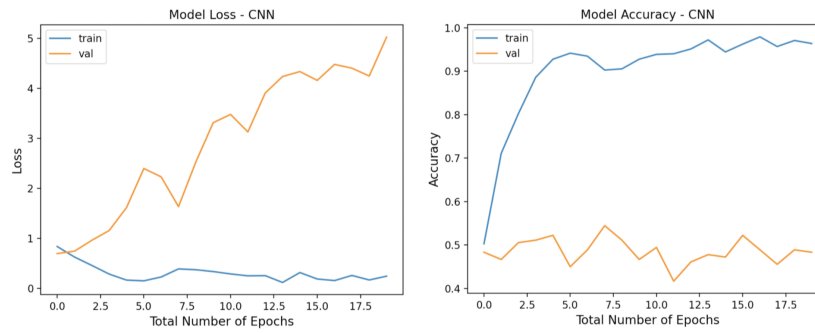 Model Loss - CNN
train
val
5
4
3
2
1
0
Loss
0.0 2.5 5.0 7.5 10.0 12.5 15.0 17.5
Total Number of Epochs
Model Accuracy - CNN
train
val
1.0
0.9
0.8
0.7
0.6
0.5
0.4
Accuracy
0.0 2.5 5.0 7.5 10.0 12.5 15.0 17.5
Total Number of Epochs